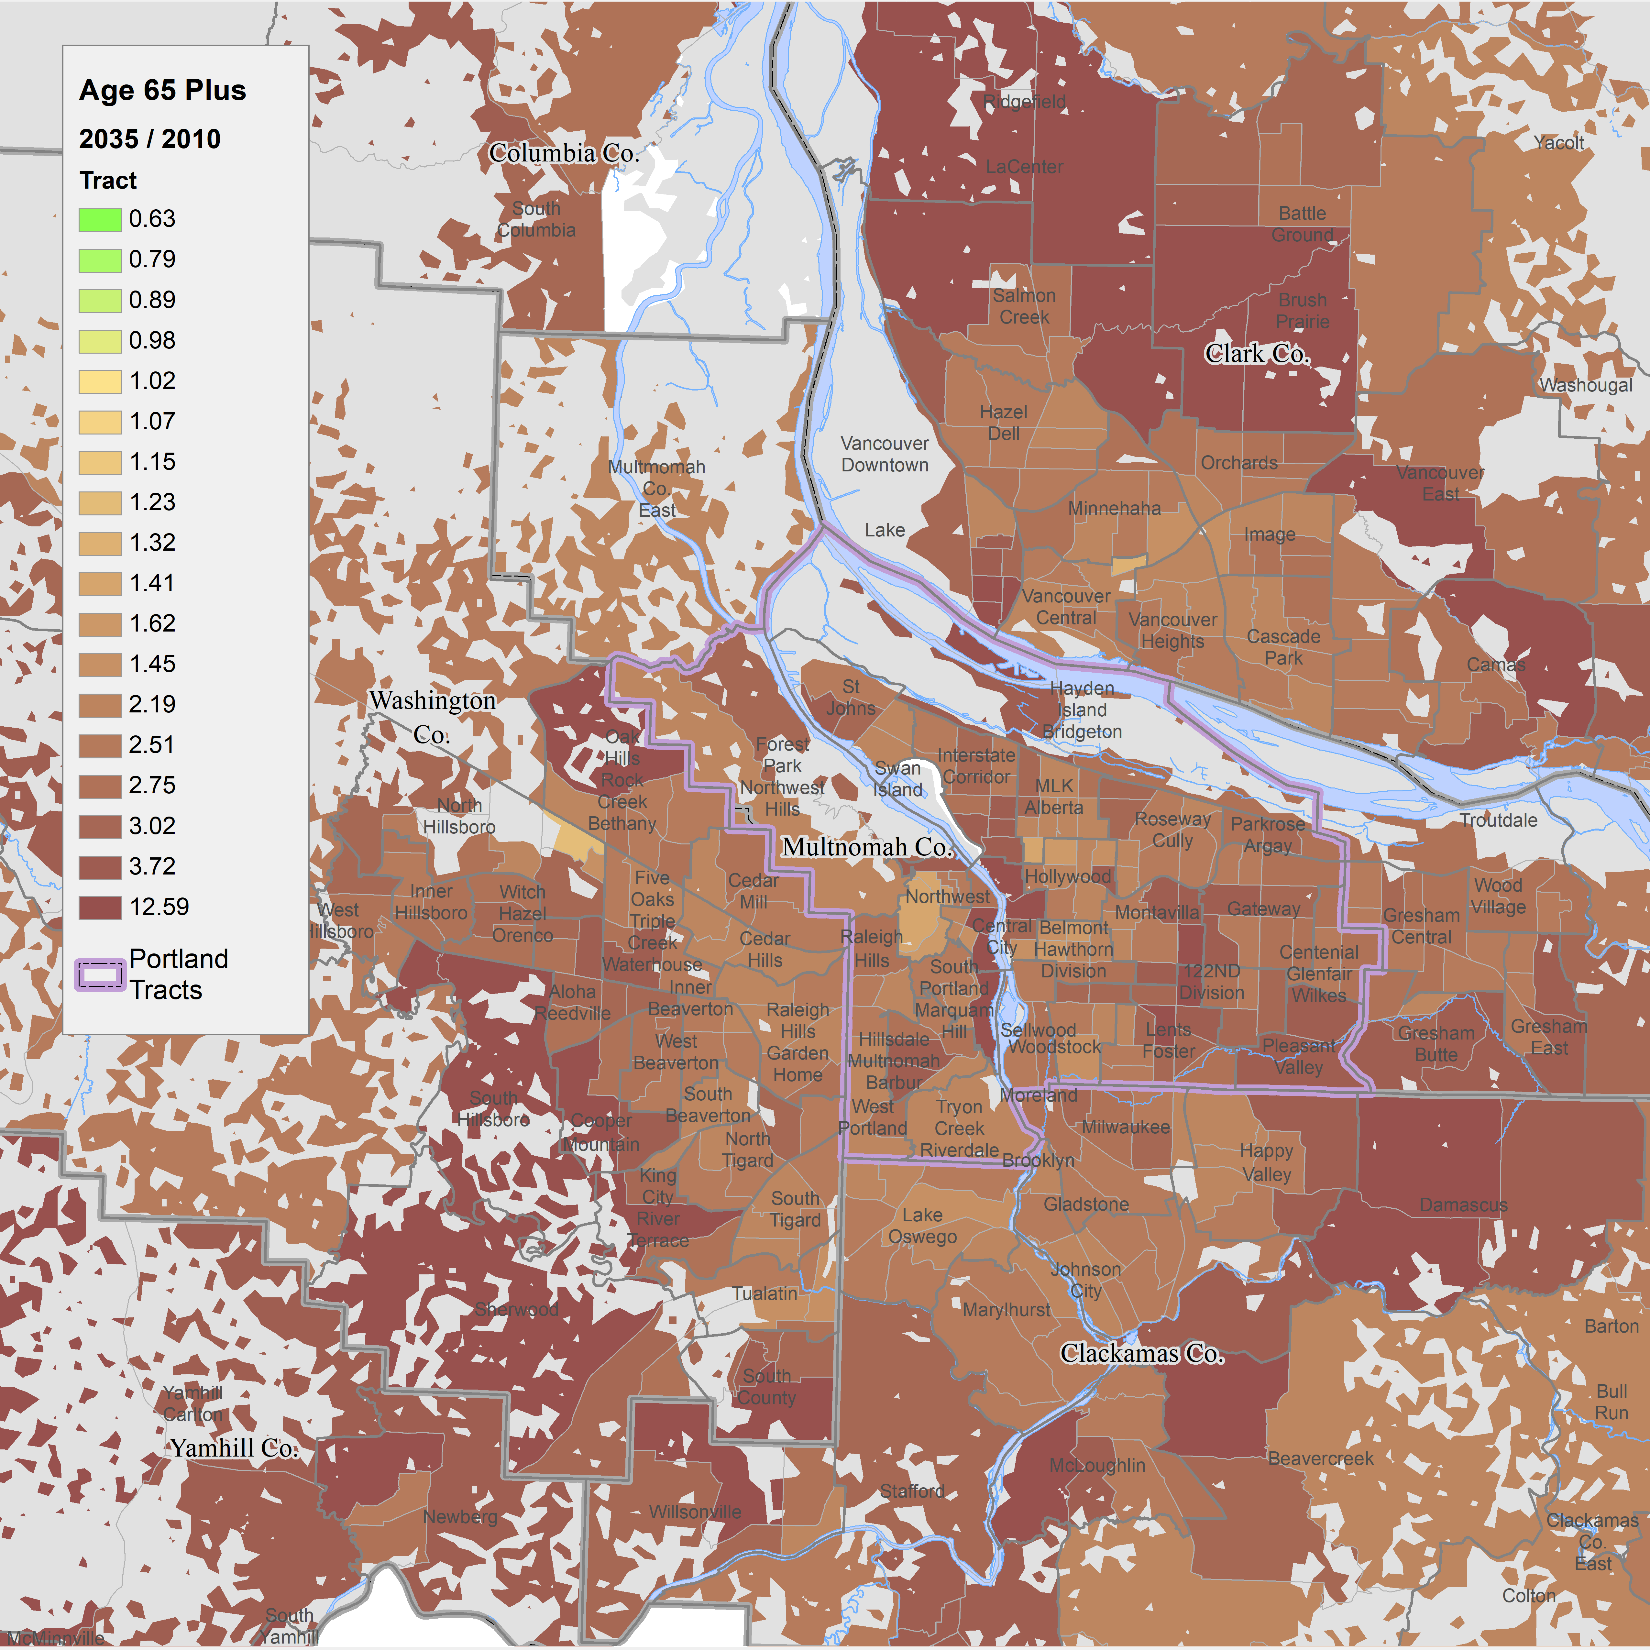 Age 65 Plus
2035 / 2010
Tract
0.63
0.79
0.89
0.98
1.02
1.07
1.15
1.23
1.32
1.41
1.62
1.45
2.19
2.51
2.75
3.02
3.72
12.59
Portland
Tracts
Columbia Co.
South
Columbia
Ridgefield
LaCenter
Yacolt
Battle
Ground
Salmon
Creek
Brush
Prairie
Clark Co.
Washougal
Hazel
Dell
Vancouver
Downtown
Orchards
Vancouver
East
Multmomah
Co.
East
Minnehaha
Lake
Image
Vancouver
Central
Vancouver
Heights
Cascade
Park
Camas
Washington
Co.
St
Johns
Hayden
Island
Bridgeton
Oak
Hills
Rock
Creek
Bethany
Forest
Park
Northwest
Hills
Swan
Island
Interstate
Corridor
MLK
Alberta
North
Hillsboro
Roseway
Cully
Parkrose
Argay
Troutdale
Multnomah Co.
Hollywood
West
Hillsboro
Inner
Hillsboro
Witch
Hazel
Orenco
Five
Oaks
Triple
Creek
Waterhouse
Cedar
Mill
Northwest
Wood
Village
Montavilla
Gateway
Gresham
Central
Central
City
Belmont
Hawthorn
Division
Raleigh
Hills
Cedar
Hills
South
Portland
Marquam
Hill
122ND
Division
Centenial
Glenfair
Wilkes
Aloha
Reedville
Inner
Beaverton
Raleigh
Hills
Garden
Home
West
Beaverton
Hillsdale
Multnomah
Barbur
Sellwood
Woodstock
Lents
Foster
Pleasant
Valley
Gresham
Butte
Gresham
East
South
Hillsboro
Cooper
Mountain
South
Beaverton
North
Tigard
West
Portland
Tryon
Creek
Riverdale
Moreland
Milwaukee
Brooklyn
Happy
Valley
King
City
River
Terrace
South
Tigard
Lake
Oswego
Gladstone
Damascus
Johnson
City
Sherwood
Tualatin
Marylhurst
Barton
Clackamas Co.
South
County
Yamhill
Carlton
Bull
Run
Yamhill Co.
McLoughlin
Beavercreek
Stafford
Newberg
Willsonville
Clackamas
Co.
East
Colton
South
Yamhill
McMinnville